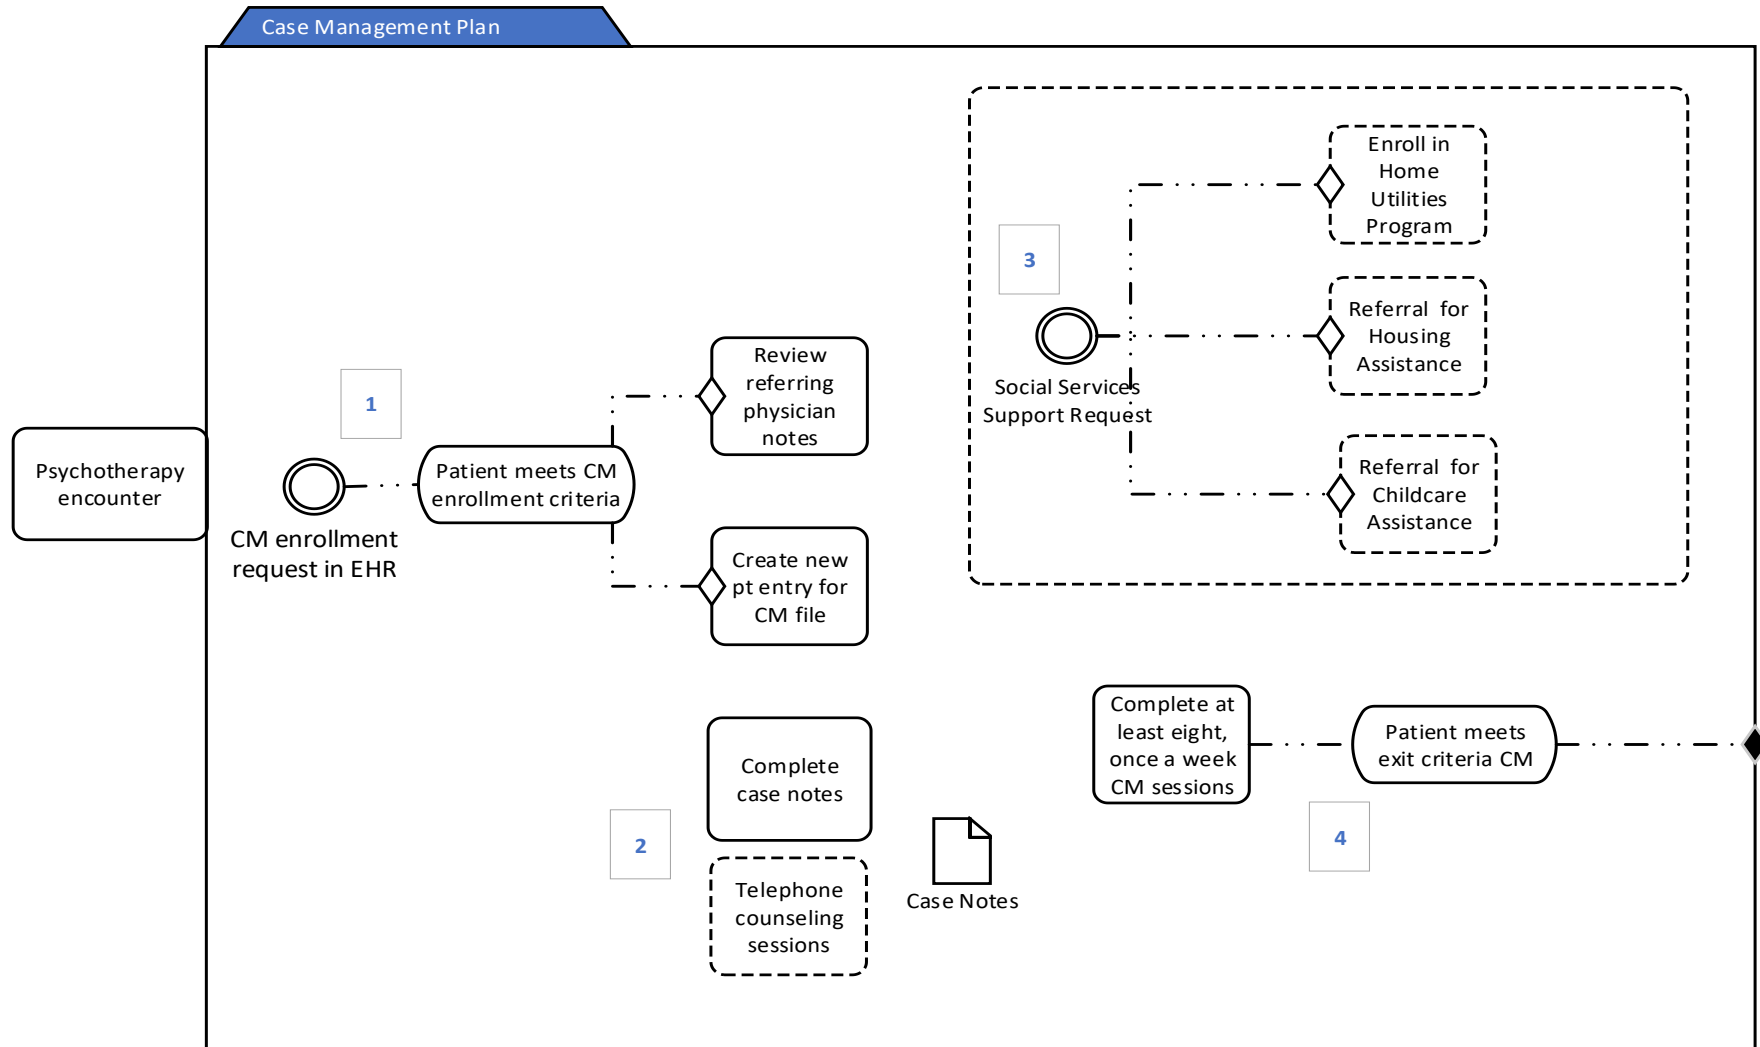 Case Management Plan
Psychotherapy
encounter
1
CM enrollment
request in EHR
Patient meets CM
enrollment criteria
Review
referring
physician
notes
Create new
pt entry for
CM file
2
Complete
case notes
Telephone
counseling
sessions
Case Notes
3
Social Services
Support Request
Enroll in
Home
Utilities
Program
Referral for
Housing
Assistance
Referral for
Childcare
Assistance
Complete at
least eight,
once a week
CM sessions
4
Patient meets
exit criteria CM